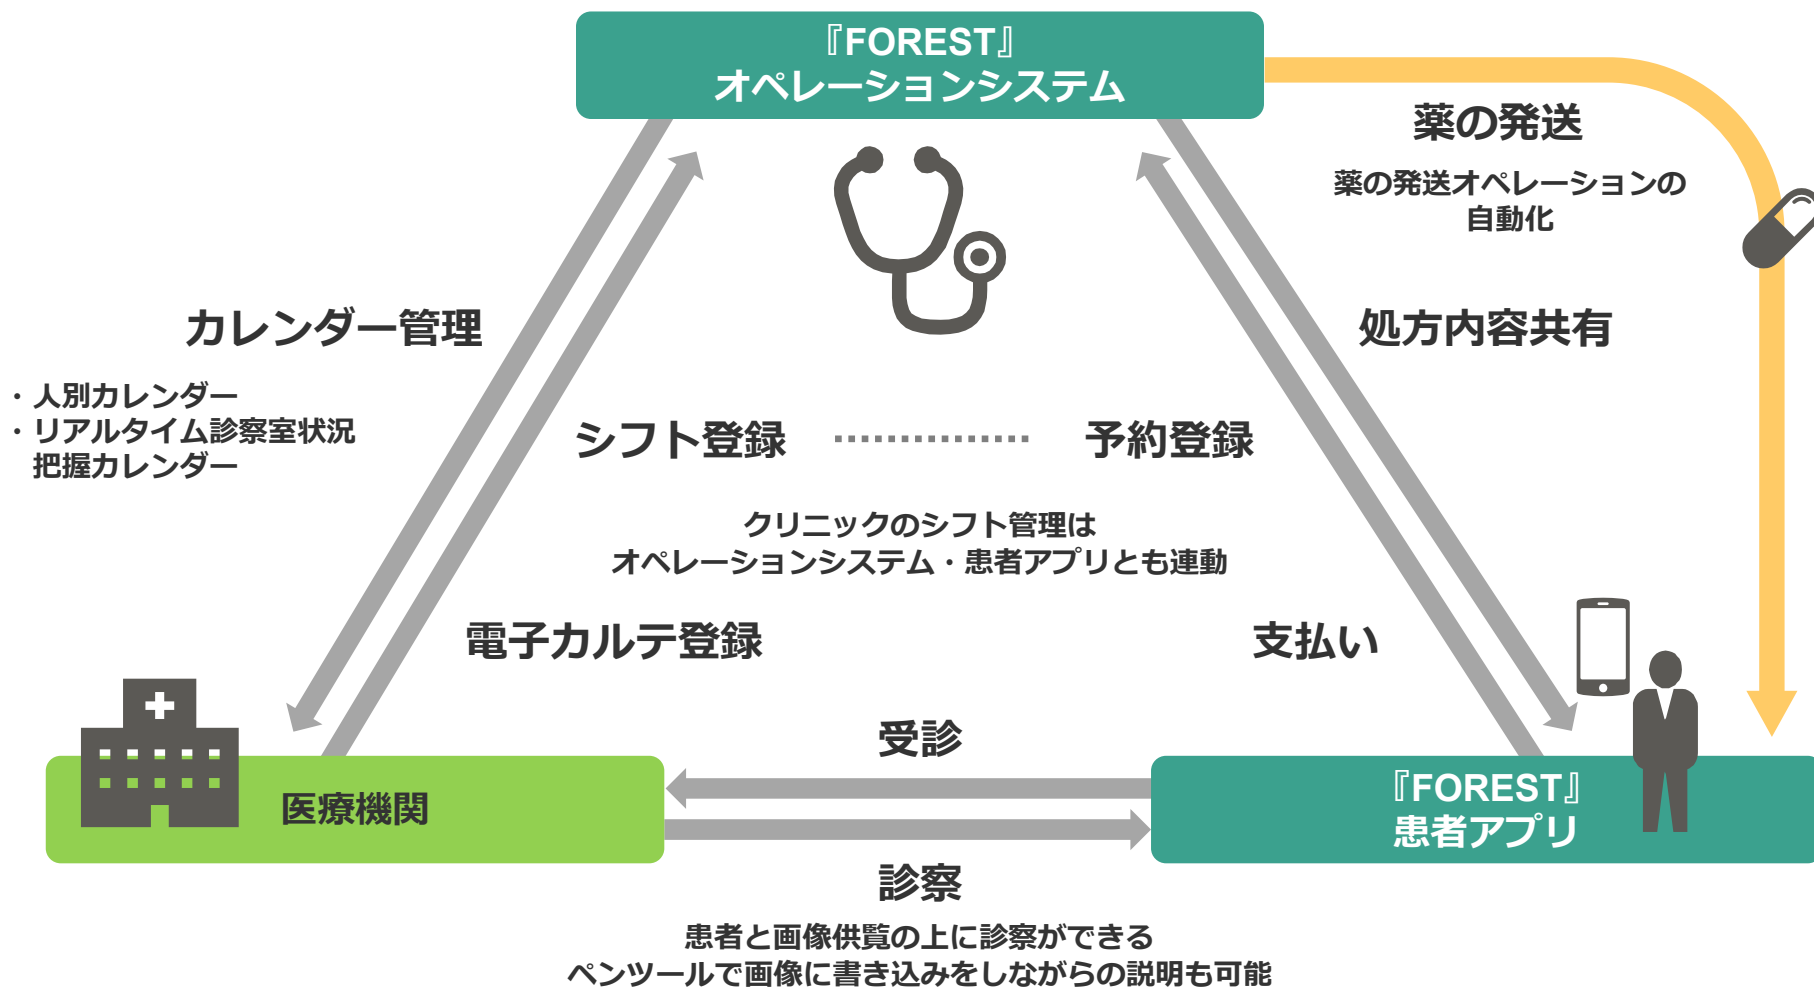 『FOREST』
オペレーションシステム
薬の発送
薬の発送オペレーションの
自動化
カレンダー管理
・人別カレンダー
・リアルタイム診察室状況
把握カレンダー
処方内容共有
シフト登録
予約登録
クリニックのシフト管理は
オペレーションシステム・患者アプリとも連動
電子カルテ登録
支払い
受診
医療機関
『FOREST』
患者アプリ
診察
患者と画像供覧の上に診察ができる
ペンツールで画像に書き込みをしながらの説明も可能